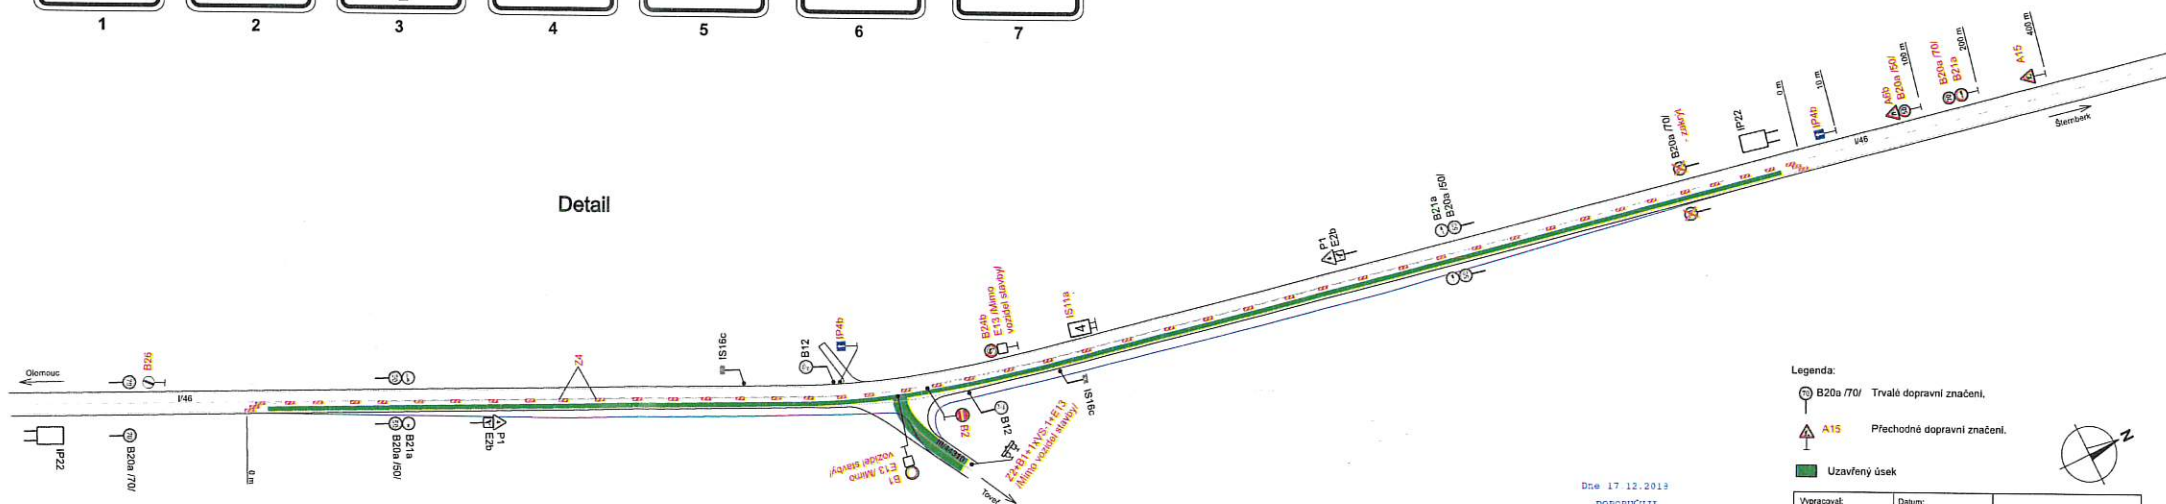 1
2
3
4
5
6
7
Detail
Olomouc
I/46
IP22
B20a /70/
B26
0 m
B20a /50/
B21a
E2b
P1
Z4
IS16c
B12
IP4b
B1
E13 /Mimo
vozidel stavby/
B24b
E13 /Mimo
vozidel stavby/
IS11a
4
B2
B12
IS16c
Z2+B1+1xVS-1+E13
/Mimo vozidel stavby/
P1
E2b
B21a
B20a /50/
B20a /70/
- zakrýt
IP22
0 m
10 m
IP4b
A6b
B20a /50/
100 m
B20a /70/
B21a
200 m
A15
400 m
I/46
Šternberk
Legenda:
B20a /70/ Trvalé dopravní značení.
A15 Přechodné dopravní značení.
Uzavřený úsek
N
Dne 17.12.2019
Vypracoval:
Datum: